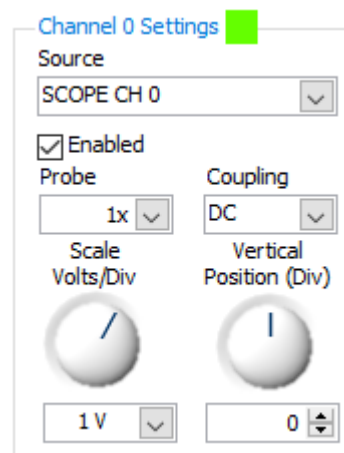 Channel 0 Settings
Source
SCOPE CH 0
Enabled
Probe Coupling
1x DC
Scale Vertical
Volts/Div Position (Div)
1 V 0